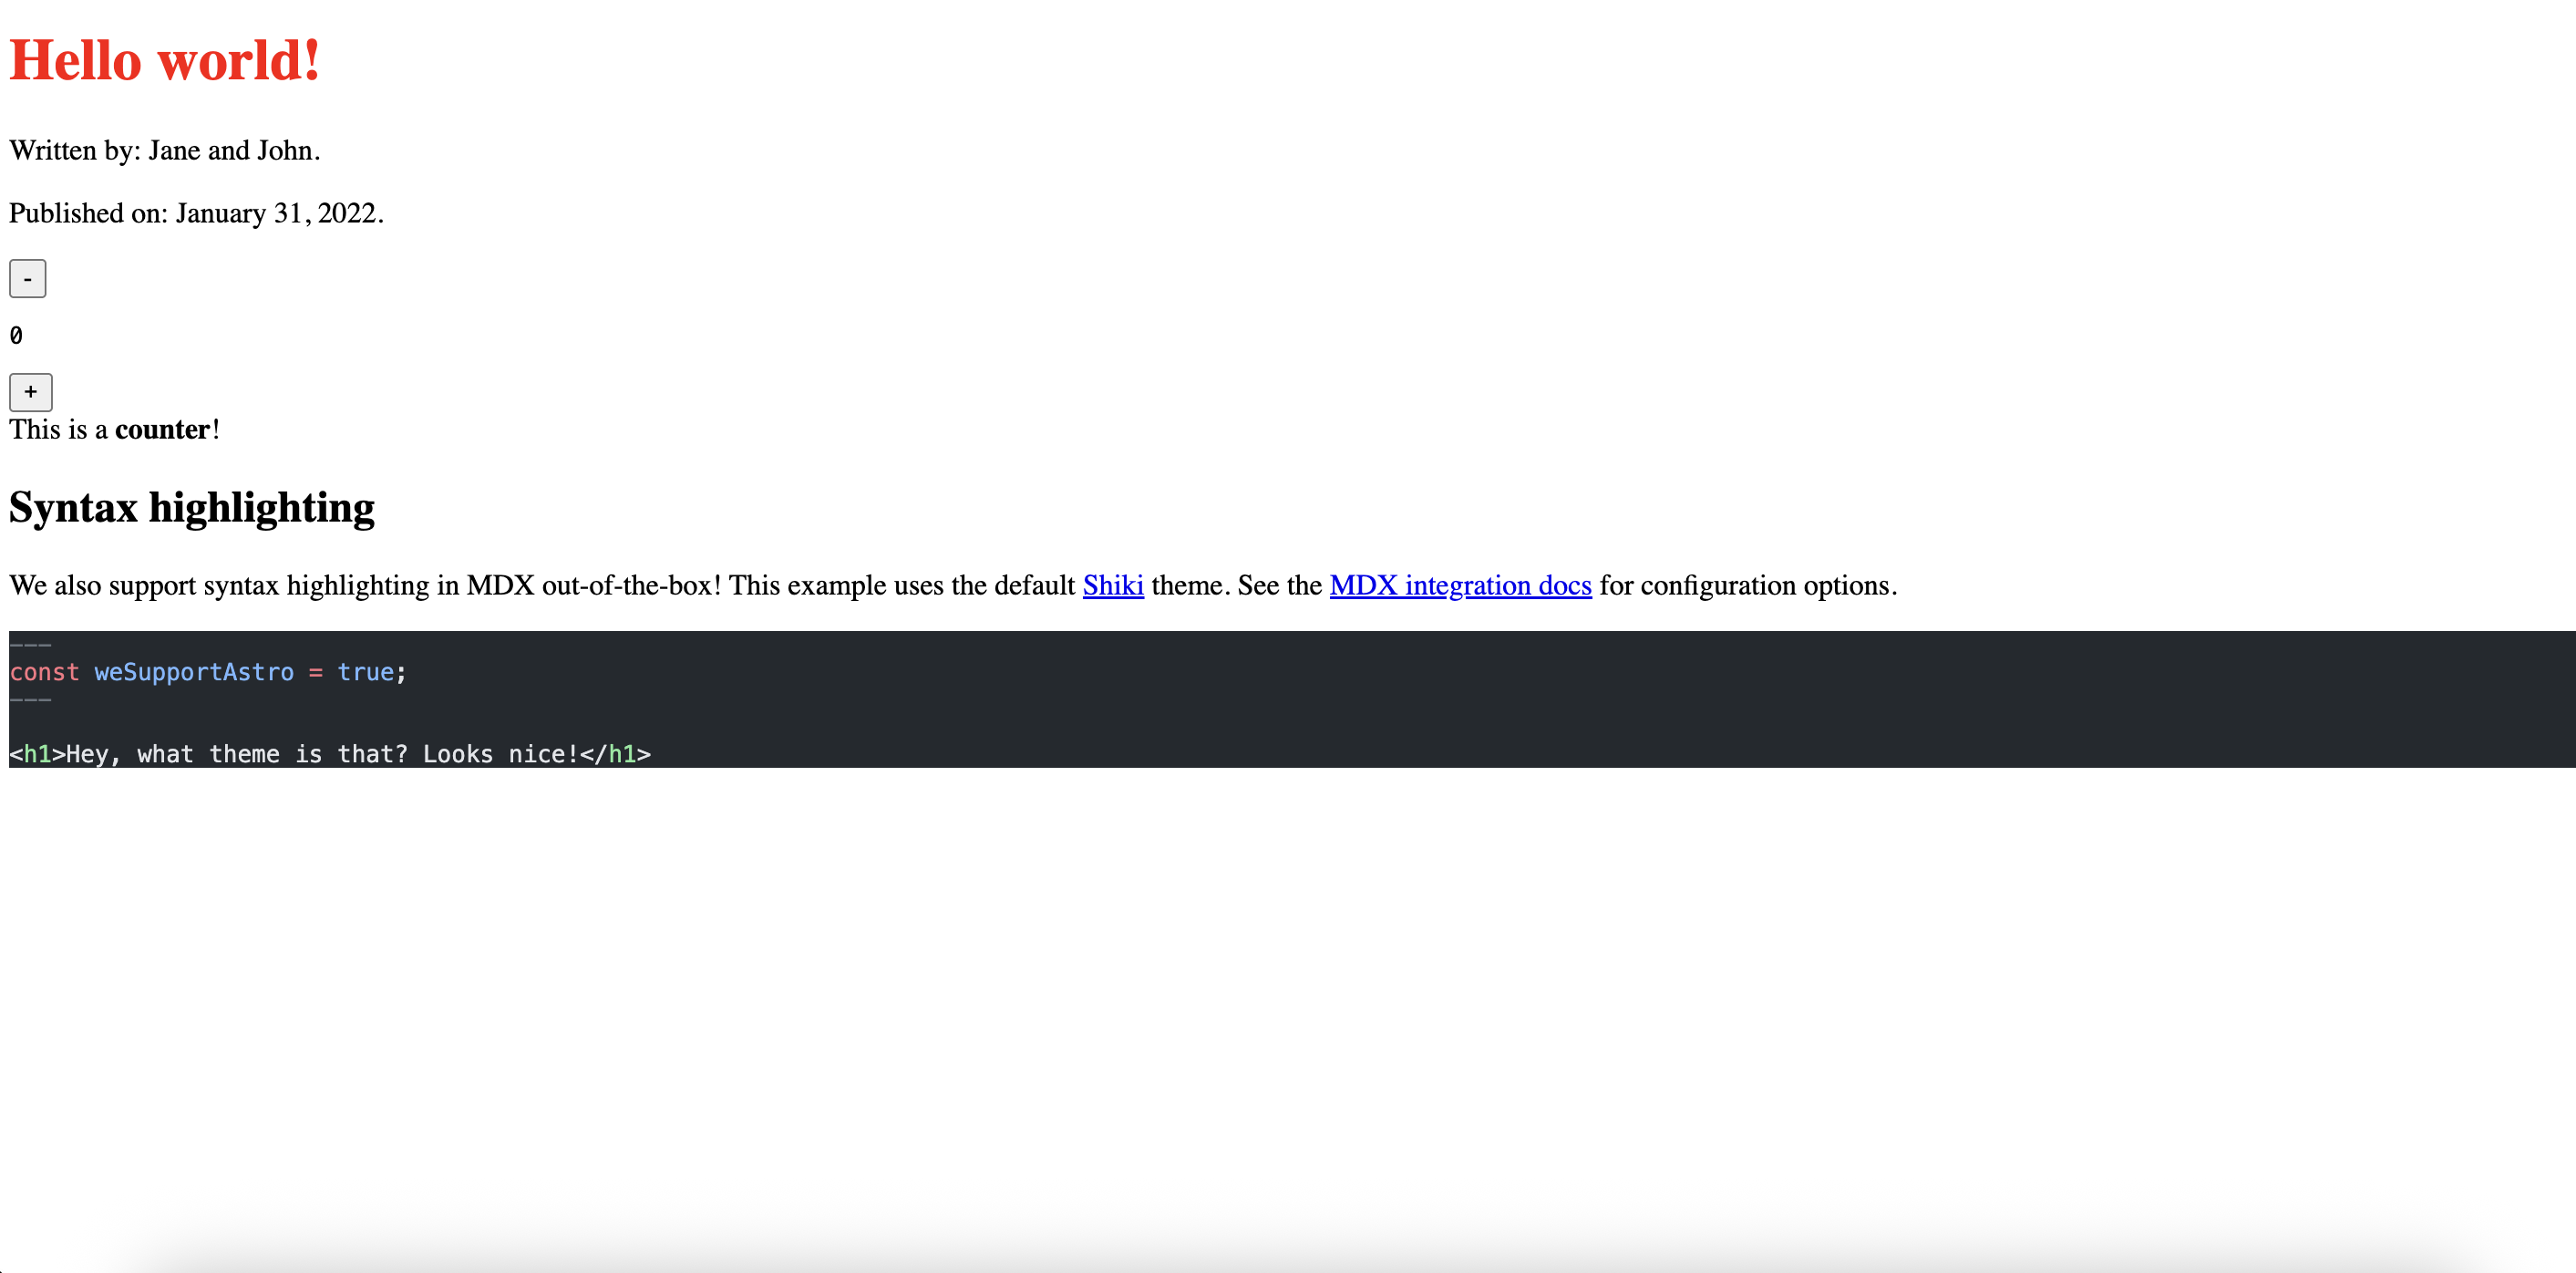 Hello world!
Written by: Jane and John.
Published on: January 31, 2022.
-
0
+
This is a counter!
Syntax highlighting
We also support syntax highlighting in MDX out-of-the-box! This example uses the default Shiki theme. See the MDX integration docs for configuration options.
---
const weSupportAstro = true;
---
<h1>Hey, what theme is that? Looks nice!</h1>